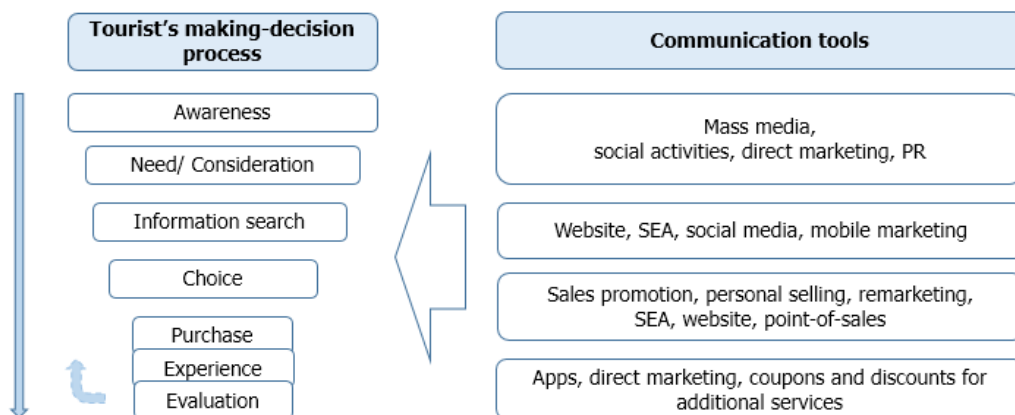 Tourist's making-decision
process
Communication tools
Awareness
Need/ Consideration
Information search
Choice
Purchase
Experience
Evaluation
Mass media,
social activities, direct marketing, PR
Website, SEA, social media, mobile marketing
Sales promotion, personal selling, remarketing,
SEA, website, point-of-sales
Apps, direct marketing, coupons and discounts for
additional services